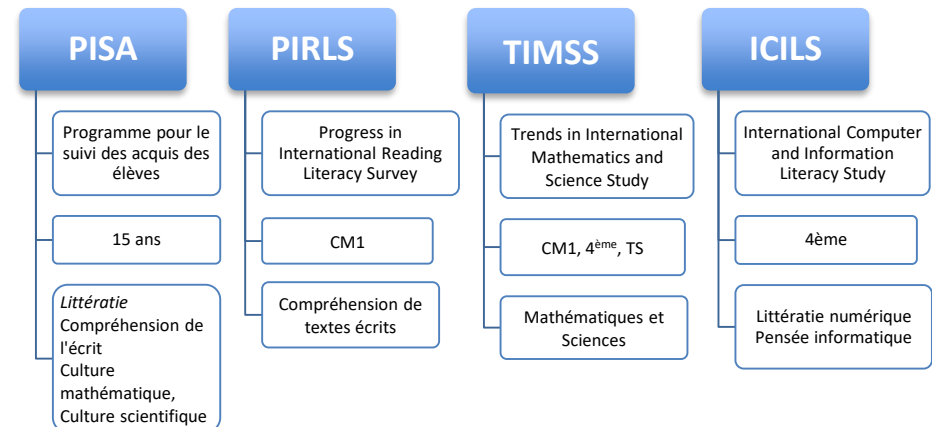 PISA
Programme pour le
suivi des acquis des
élèves
15 ans
Littératie
Compréhension de
l'écrit
Culture
mathématique,
Culture scientifique
PIRLS
Progress in
International Reading
Literacy Survey
CM1
Compréhension de
textes écrits
TIMSS
Trends in International
Mathematics and
Science Study
CM1, 4ème, TS
Mathématiques et
Sciences
ICILS
International Computer
and Information
Literacy Study
4ème
Littératie numérique
Pensée informatique